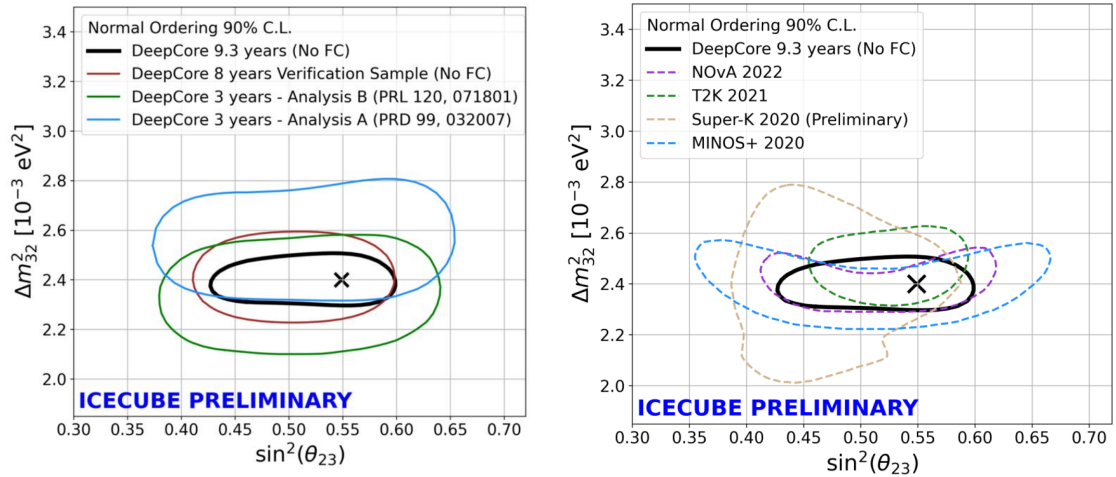 Normal Ordering 90% C.L.
DeepCore 9.3 years (No FC)
DeepCore 8 years Verification Sample (No FC)
DeepCore 3 years - Analysis B (PRL 120, 071801)
DeepCore 3 years - Analysis A (PRD 99, 032007)
3.4
3.2
3.0
2.8
2.6
2.4
2.2
2.0
Δm²₃₂ [10⁻³ eV²]
ICECUBE PRELIMINARY
0.30 0.35 0.40 0.45 0.50 0.55 0.60 0.65 0.70
sin²(θ₂₃)
Normal Ordering 90% C.L.
DeepCore 9.3 years (No FC)
NOvA 2022
T2K 2021
Super-K 2020 (Preliminary)
MINOS+ 2020
3.4
3.2
3.0
2.8
2.6
2.4
2.2
2.0
Δm²₃₂ [10⁻³ eV²]
ICECUBE PRELIMINARY
0.30 0.35 0.40 0.45 0.50 0.55 0.60 0.65 0.70
sin²(θ₂₃)